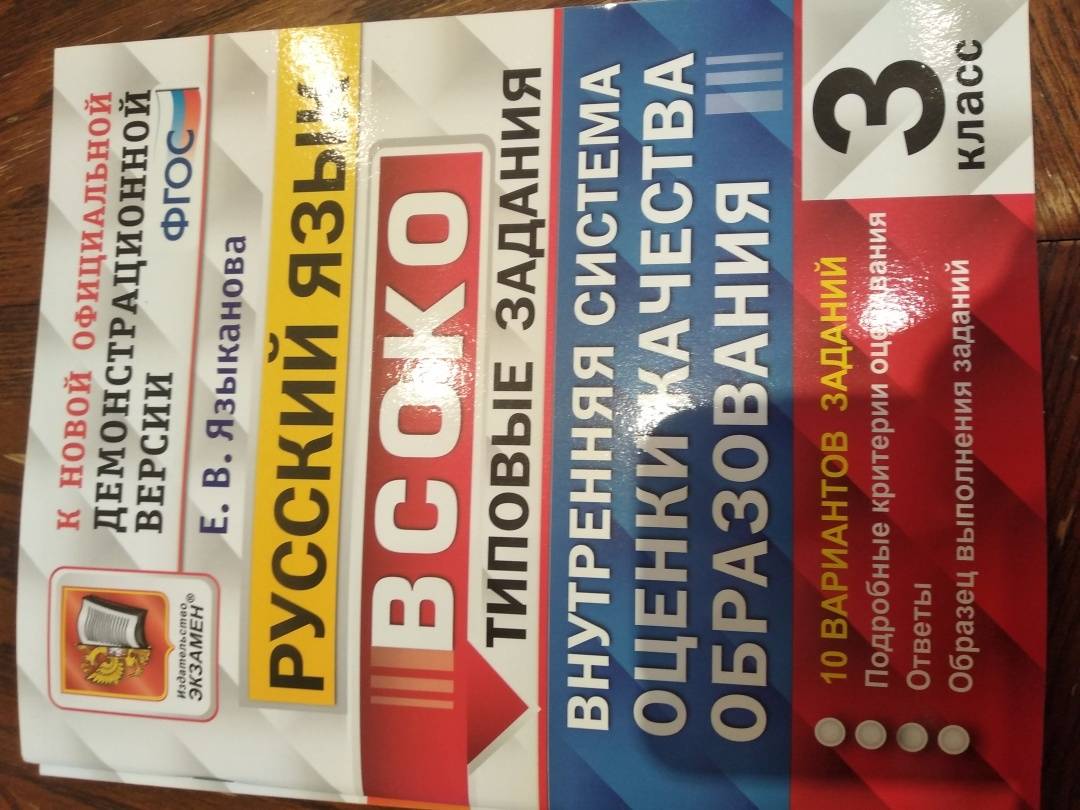 К НОВОЙ ОФИЦИАЛЬНОЙ
ДЕМОНСТРАЦИОННОЙ
ВЕРСИИ
ФГОС
Издательство
ЭКЗАМЕН®
Е. В. Языканова
РУССКИЙ ЯЗЫК
ВСОКО
ТИПОВЫЕ ЗАДАНИЯ
ВНУТРЕННЯЯ СИСТЕМА
ОЦЕНКИ КАЧЕСТВА
ОБРАЗОВАНИЯ
10 ВАРИАНТОВ ЗАДАНИЙ
Подробные критерии оценивания
Ответы
Образец выполнения заданий
3
класс